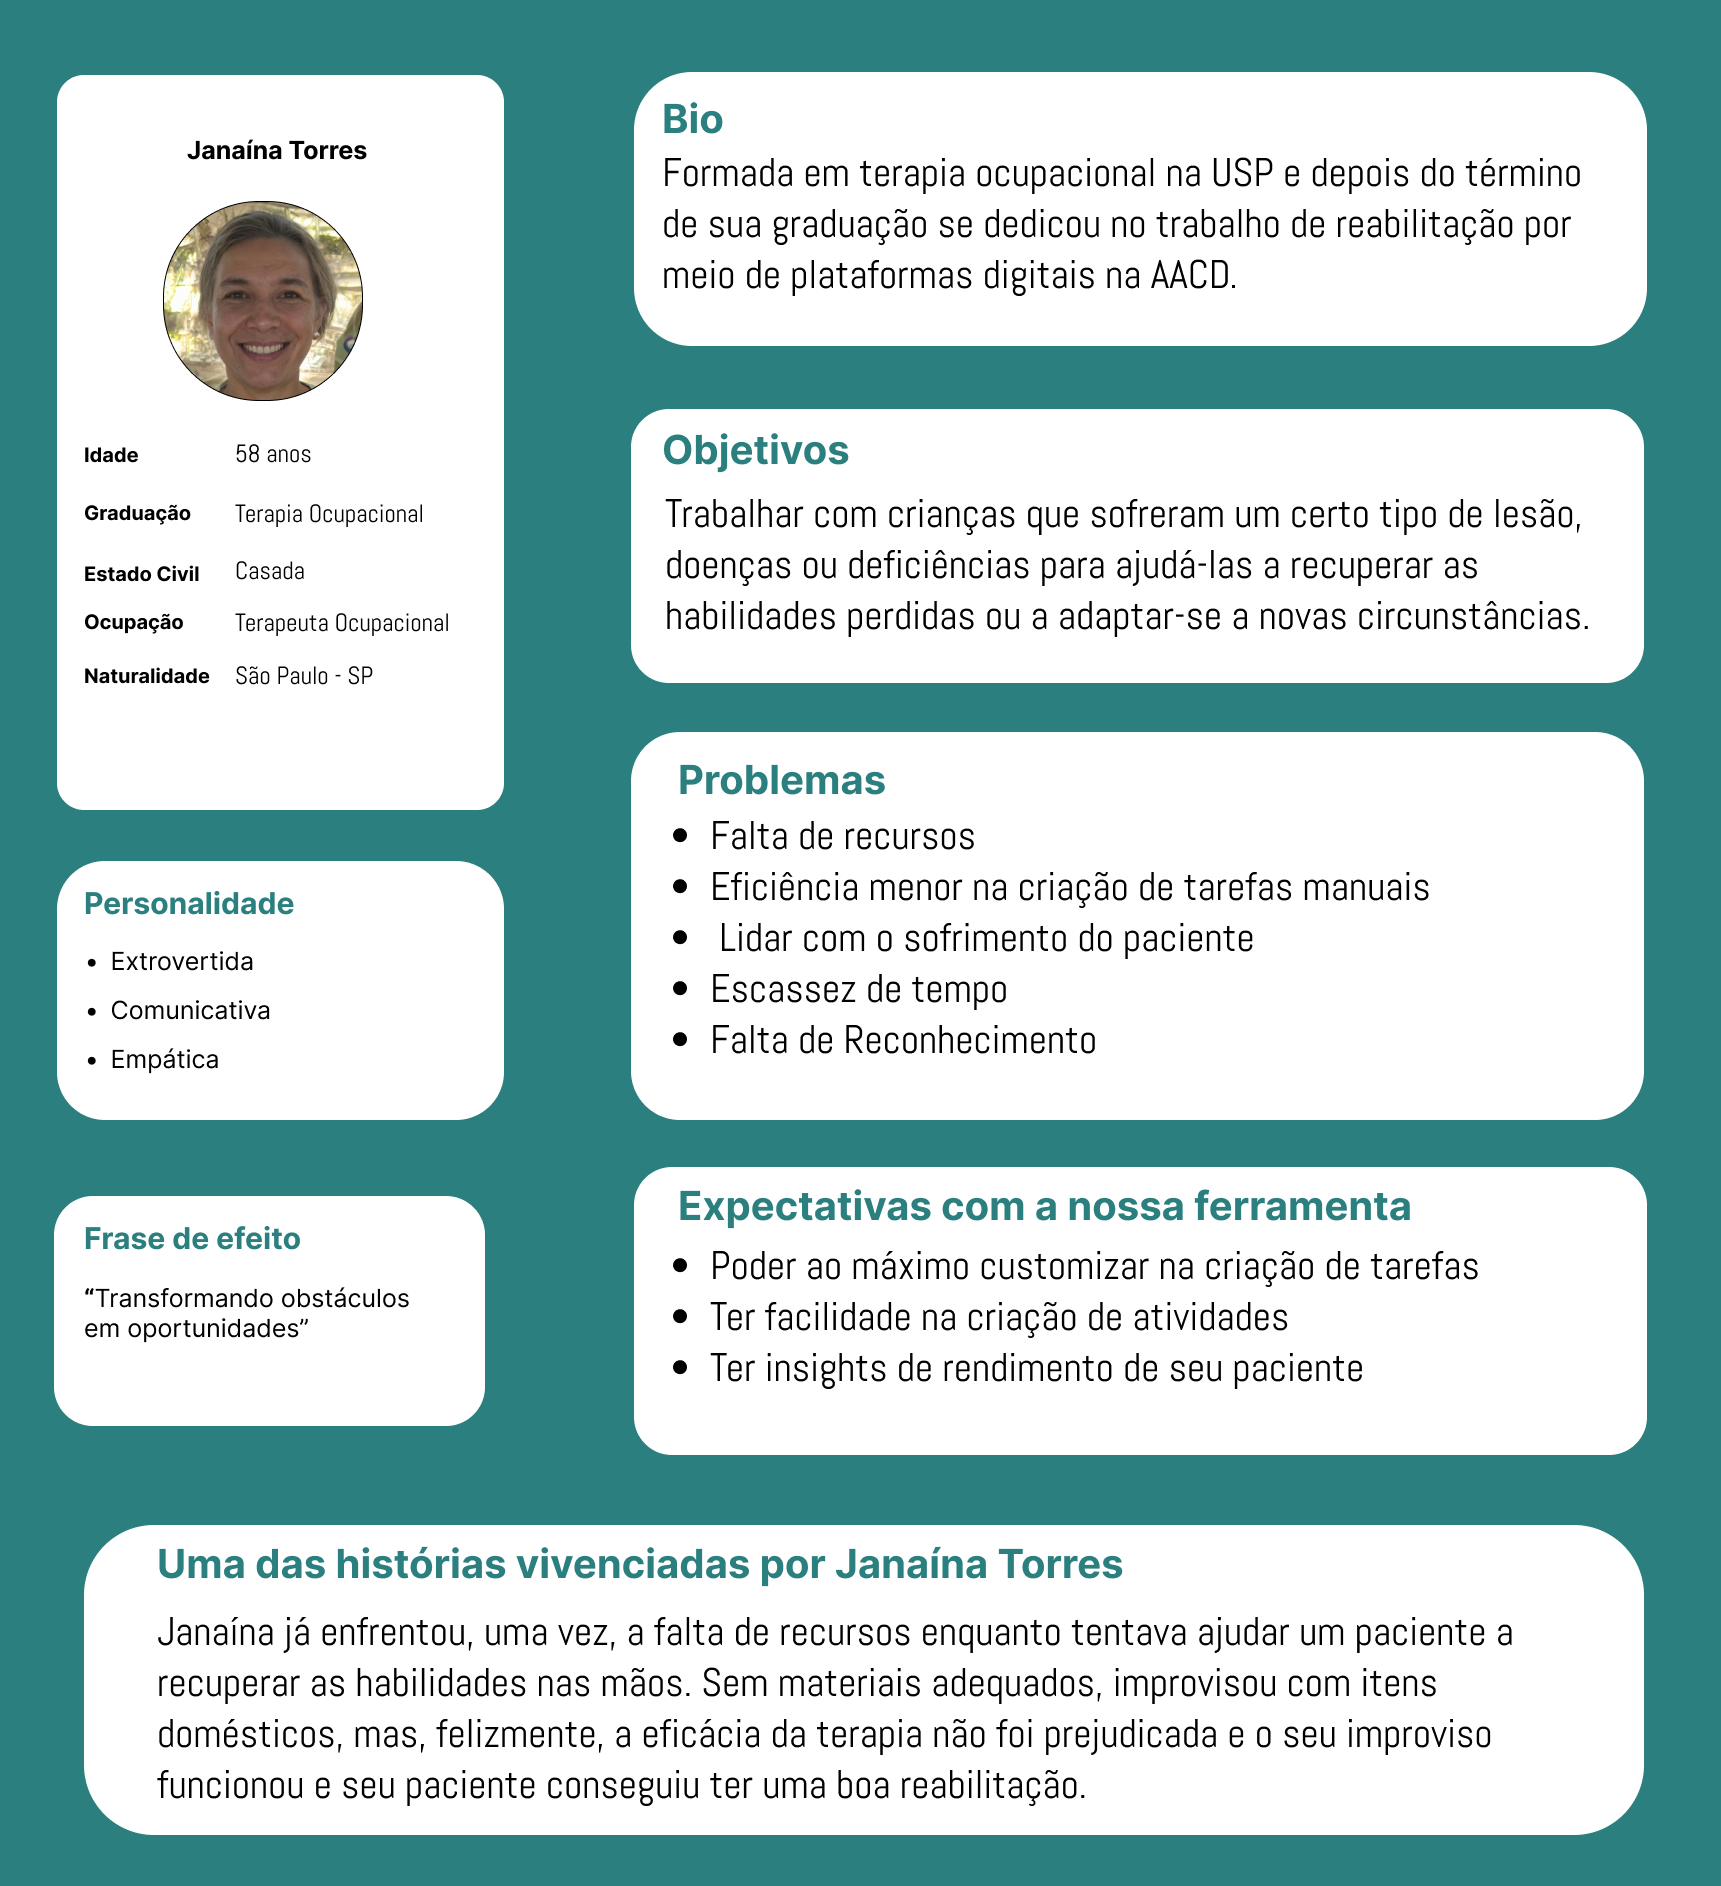 Janaína Torres
Idade 58 anos
Graduação Terapia Ocupacional
Estado Civil Casada
Ocupação Terapeuta Ocupacional
Naturalidade São Paulo - SP
Personalidade
• Extrovertida
• Comunicativa
• Empática
Frase de efeito
“Transformando obstáculos
em oportunidades”
Bio
Formada em terapia ocupacional na USP e depois do término
de sua graduação se dedicou no trabalho de reabilitação por
meio de plataformas digitais na AACD.
Objetivos
Trabalhar com crianças que sofreram um certo tipo de lesão,
doenças ou deficiências para ajudá-las a recuperar as
habilidades perdidas ou a adaptar-se a novas circunstâncias.
Problemas
• Falta de recursos
• Eficiência menor na criação de tarefas manuais
• Lidar com o sofrimento do paciente
• Escassez de tempo
• Falta de Reconhecimento
Expectativas com a nossa ferramenta
• Poder ao máximo customizar na criação de tarefas
• Ter facilidade na criação de atividades
• Ter insights de rendimento de seu paciente
Uma das histórias vivenciadas por Janaína Torres
Janaína já enfrentou, uma vez, a falta de recursos enquanto tentava ajudar um paciente a
recuperar as habilidades nas mãos. Sem materiais adequados, improvisou com itens
domésticos, mas, felizmente, a eficácia da terapia não foi prejudicada e o seu improviso
funcionou e seu paciente conseguiu ter uma boa reabilitação.